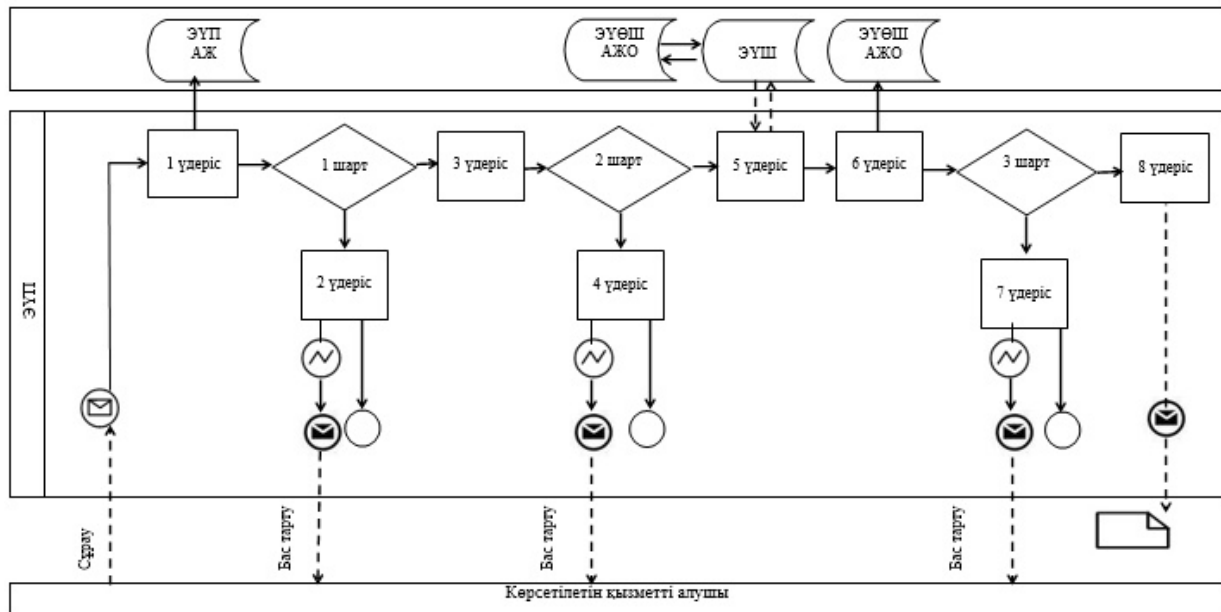 ЭҮП
АЖ
ЭҮӨШ
АЖО
ЭҮШ
ЭҮӨШ
АЖО
ЭҮП
1 үдеріс
1 шарт
3 үдеріс
2 шарт
5 үдеріс
6 үдеріс
3 шарт
8 үдеріс
2 үдеріс
4 үдеріс
7 үдеріс
Сұрау
Бас тарту
Бас тарту
Бас тарту
Көрсетілетін қызметті алушы